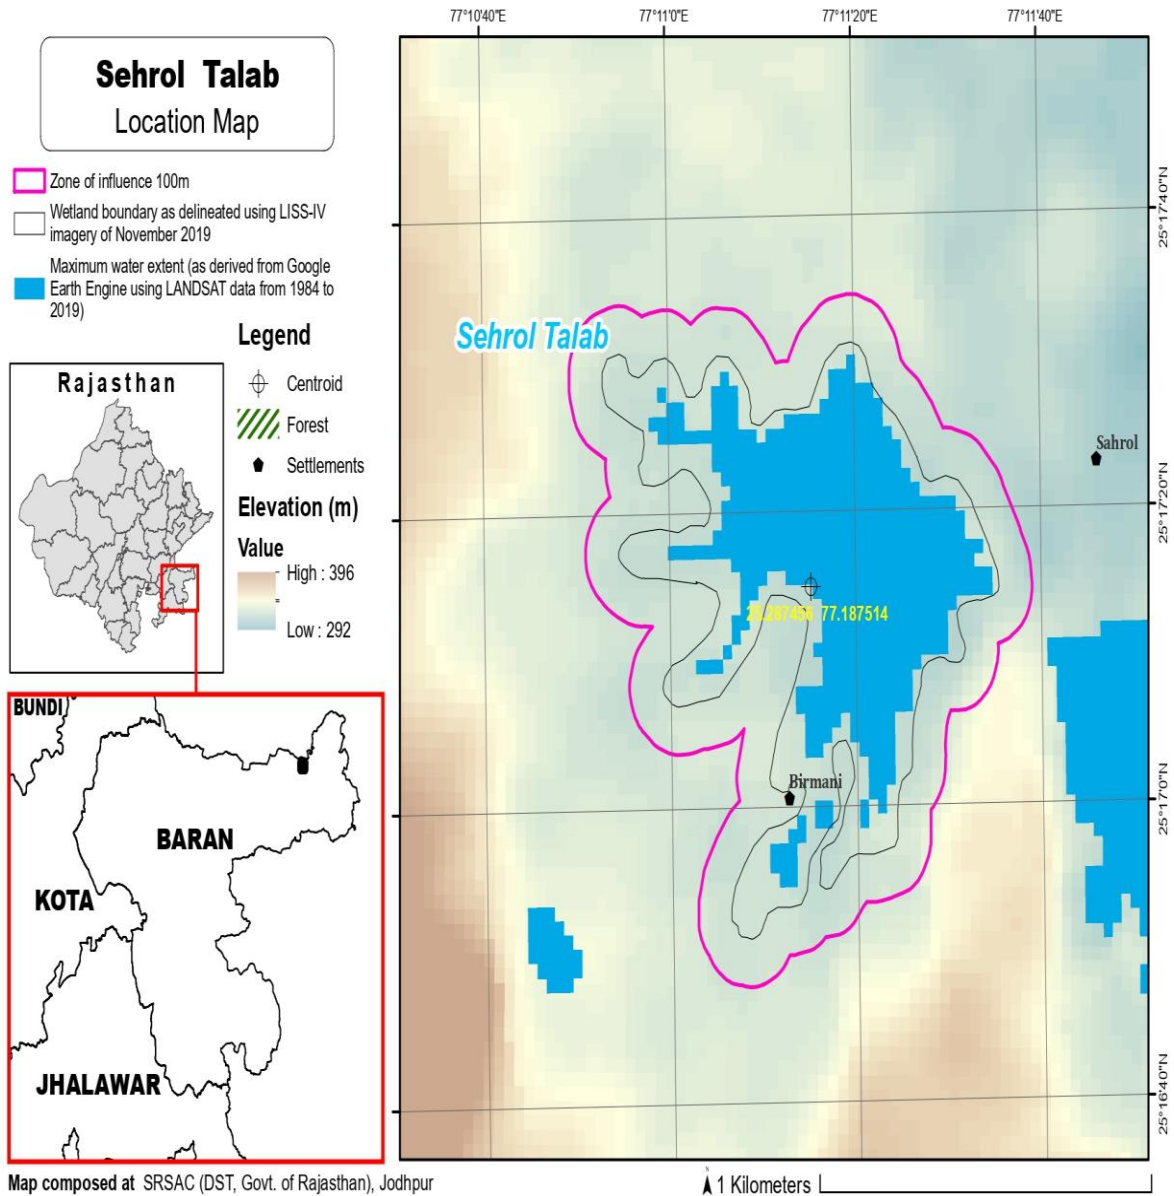 Sehrol Talab
Location Map
Zone of influence 100m
Wetland boundary as delineated using LISS-IV
imagery of November 2019
Maximum water extent (as derived from Google
Earth Engine using LANDSAT data from 1984 to
2019)
Legend
Centroid
Forest
Settlements
Elevation (m)
Value
High : 396
Low : 292
Rajasthan
BUNDI
BARAN
KOTA
JHALAWAR
77°10'40"E
77°11'0"E
77°11'20"E
77°11'40"E
25°17'40"N
25°17'20"N
25°17'0"N
25°16'40"N
Sehrol Talab
Sahrol
77.187514
Birmani
Map composed at SRSAC (DST, Govt. of Rajasthan), Jodhpur
N
1 Kilometers